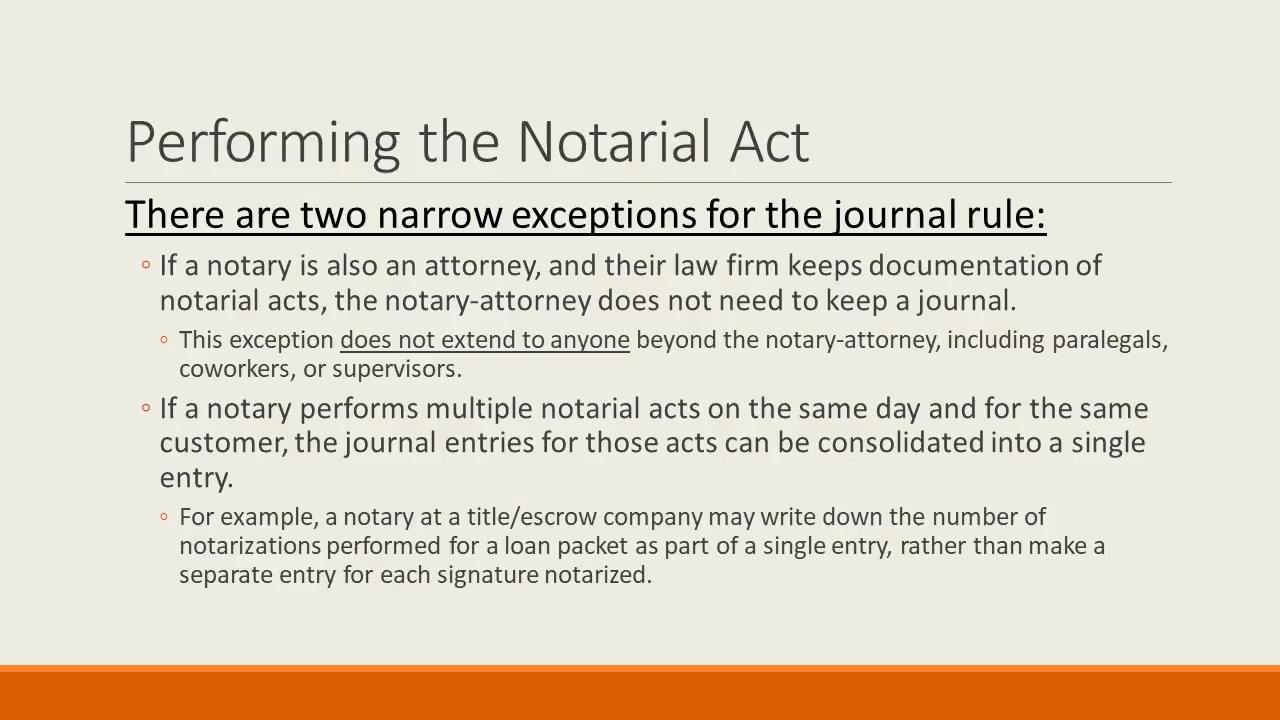 Performing the Notarial Act
There are two narrow exceptions for the journal rule:
◦ If a notary is also an attorney, and their law firm keeps documentation of
notarial acts, the notary-attorney does not need to keep a journal.
◦ This exception does not extend to anyone beyond the notary-attorney, including paralegals,
coworkers, or supervisors.
◦ If a notary performs multiple notarial acts on the same day and for the same
customer, the journal entries for those acts can be consolidated into a single
entry.
◦ For example, a notary at a title/escrow company may write down the number of
notarizations performed for a loan packet as part of a single entry, rather than make a
separate entry for each signature notarized.